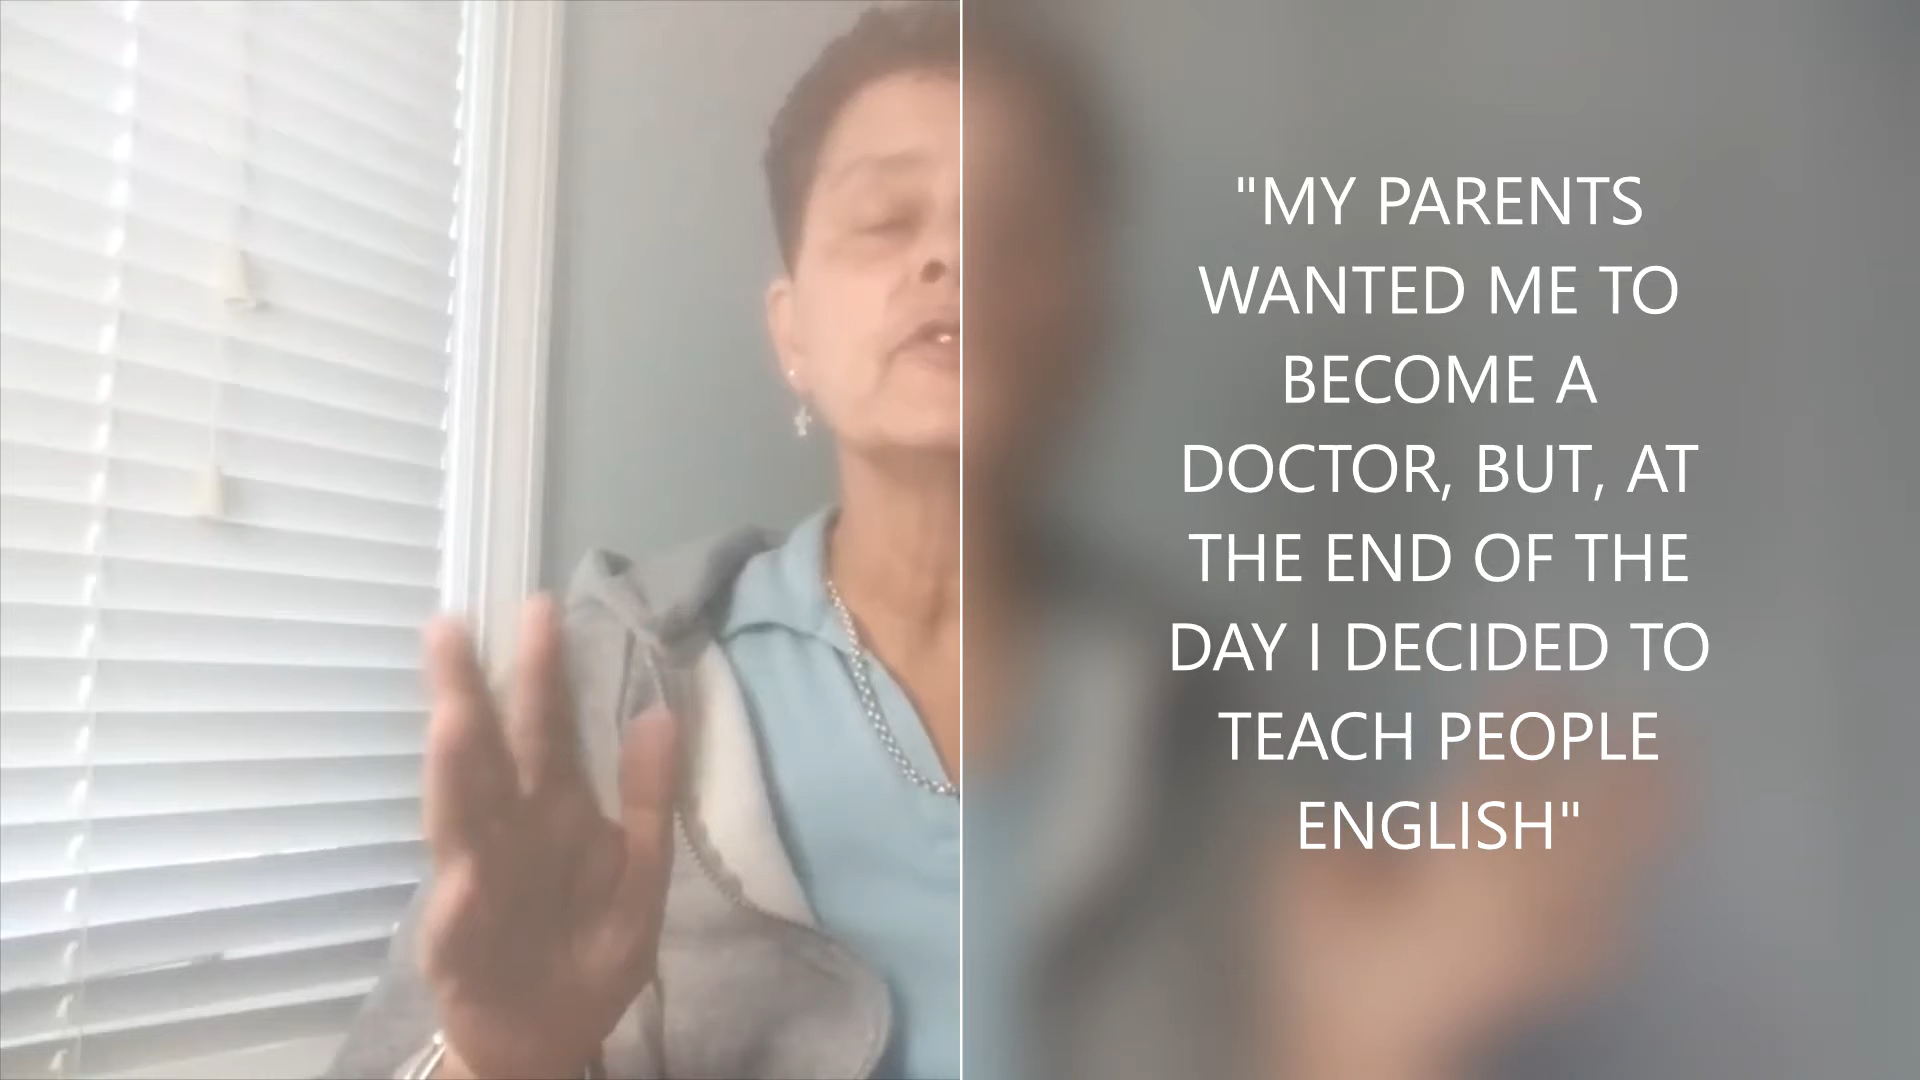 "MY PARENTS
WANTED ME TO
BECOME A
DOCTOR, BUT, AT
THE END OF THE
DAY I DECIDED TO
TEACH PEOPLE
ENGLISH"